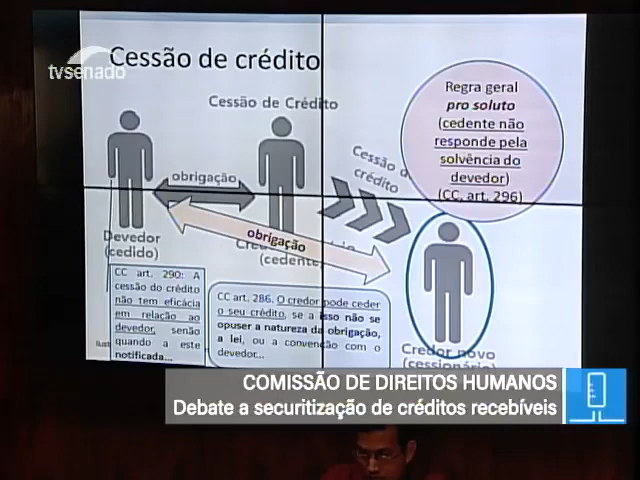 tvsenado
Cessão de crédito
Cessão de Crédito
Regra geral
pro soluto
(cedente não
responde pela
solvência do
devedor)
(CC, art. 296)
obrigação
Cessão d
crédito
obrigação
Devedor
(cedido)
(cedente)
CC art. 290: A
cessão do crédito
não tem eficácia
em relação ao
devedor, senão
quando a este
notificada...
CC art. 286. O credor pode ceder
o seu crédito, se a isso não se
opuser a natureza da obrigação,
a lei, ou a convenção com o
devedor...
Credor novo
(cessionário)
COMISSÃO DE DIREITOS HUMANOS
Debate a securitização de créditos recebíveis